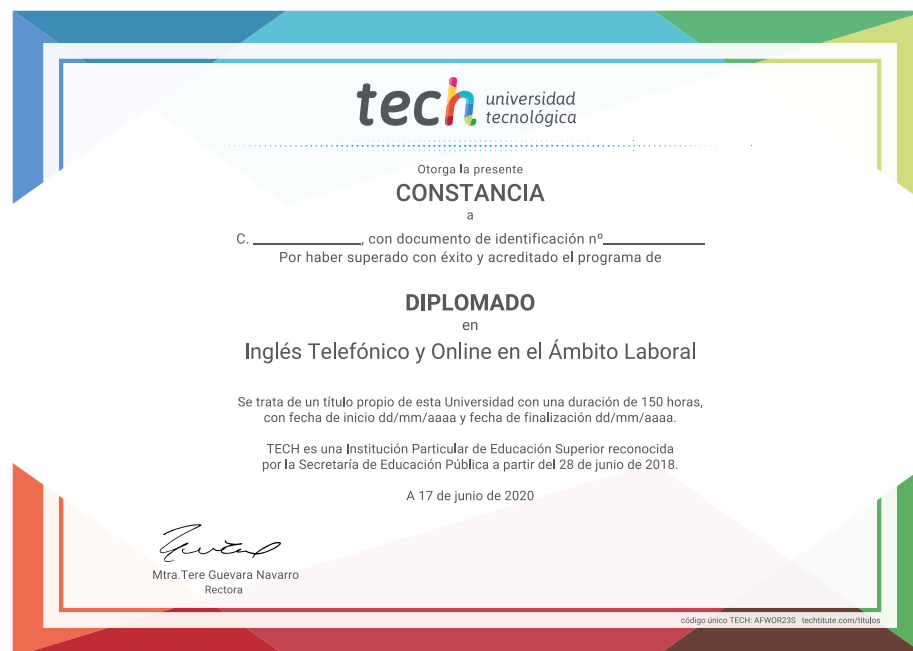 tech universidad
tecnológica
Otorga la presente
CONSTANCIA
a
C. ____________, con documento de identificación nº____________
Por haber superado con éxito y acreditado el programa de
DIPLOMADO
en
Inglés Telefónico y Online en el Ámbito Laboral
Se trata de un título propio de esta Universidad con una duración de 150 horas,
con fecha de inicio dd/mm/aaaa y fecha de finalización dd/mm/aaaa.
TECH es una Institución Particular de Educación Superior reconocida
por la Secretaría de Educación Pública a partir del 28 de junio de 2018.
A 17 de junio de 2020
Mtra.Tere Guevara Navarro
Rectora
código único TECH: AFWOR23S techtitute.com/titulos